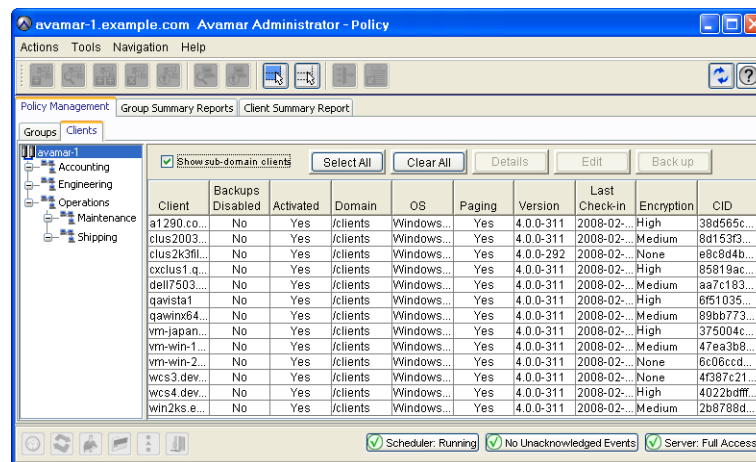 avamar-1.example.com Avamar Administrator - Policy
Actions Tools Navigation Help
Policy Management Group Summary Reports Client Summary Report
Groups Clients
avamar-1
Accounting
Engineering
Operations
Maintenance
Shipping
Show sub-domain clients Select All Clear All Details Edit Back up
Client Backups Disabled Activated Domain OS Paging Version Last Check-in Encryption CID
a1290.co... No Yes /clients Windows... Yes 4.0.0-311 2008-02-... High 38d565c...
clus2003... No Yes /clients Windows... Yes 4.0.0-311 2008-02-... Medium 8d153f3...
clus2k3fil... No Yes /clients Windows... Yes 4.0.0-292 2008-02-... None e8c8d4b...
cxclus1.q... No Yes /clients Windows... Yes 4.0.0-311 2008-02-... High 85819ac...
dell7503.... No Yes /clients Windows... Yes 4.0.0-311 2008-02-... Medium aa7c183...
qavista1 No Yes /clients Windows... Yes 4.0.0-311 2008-02-... High 6f51035...
qawinx64... No Yes /clients Windows... Yes 4.0.0-311 2008-02-... Medium 89bb773...
vm-japan... No Yes /clients Windows... Yes 4.0.0-311 2008-02-... High 375004c...
vm-win-1... No Yes /clients Windows... Yes 4.0.0-311 2008-02-... Medium 47ea3b8...
vm-win-2... No Yes /clients Windows... Yes 4.0.0-311 2008-02-... None 6c06ccd...
wcs3.dev... No Yes /clients Windows... Yes 4.0.0-311 2008-02-... None 4f387c21...
wcs4.dev... No Yes /clients Windows... Yes 4.0.0-311 2008-02-... High 4022bdfff...
win2ks.e... No Yes /clients Windows... Yes 4.0.0-311 2008-02-... Medium 2b8788d...
Scheduler: Running No Unacknowledged Events Server: Full Access